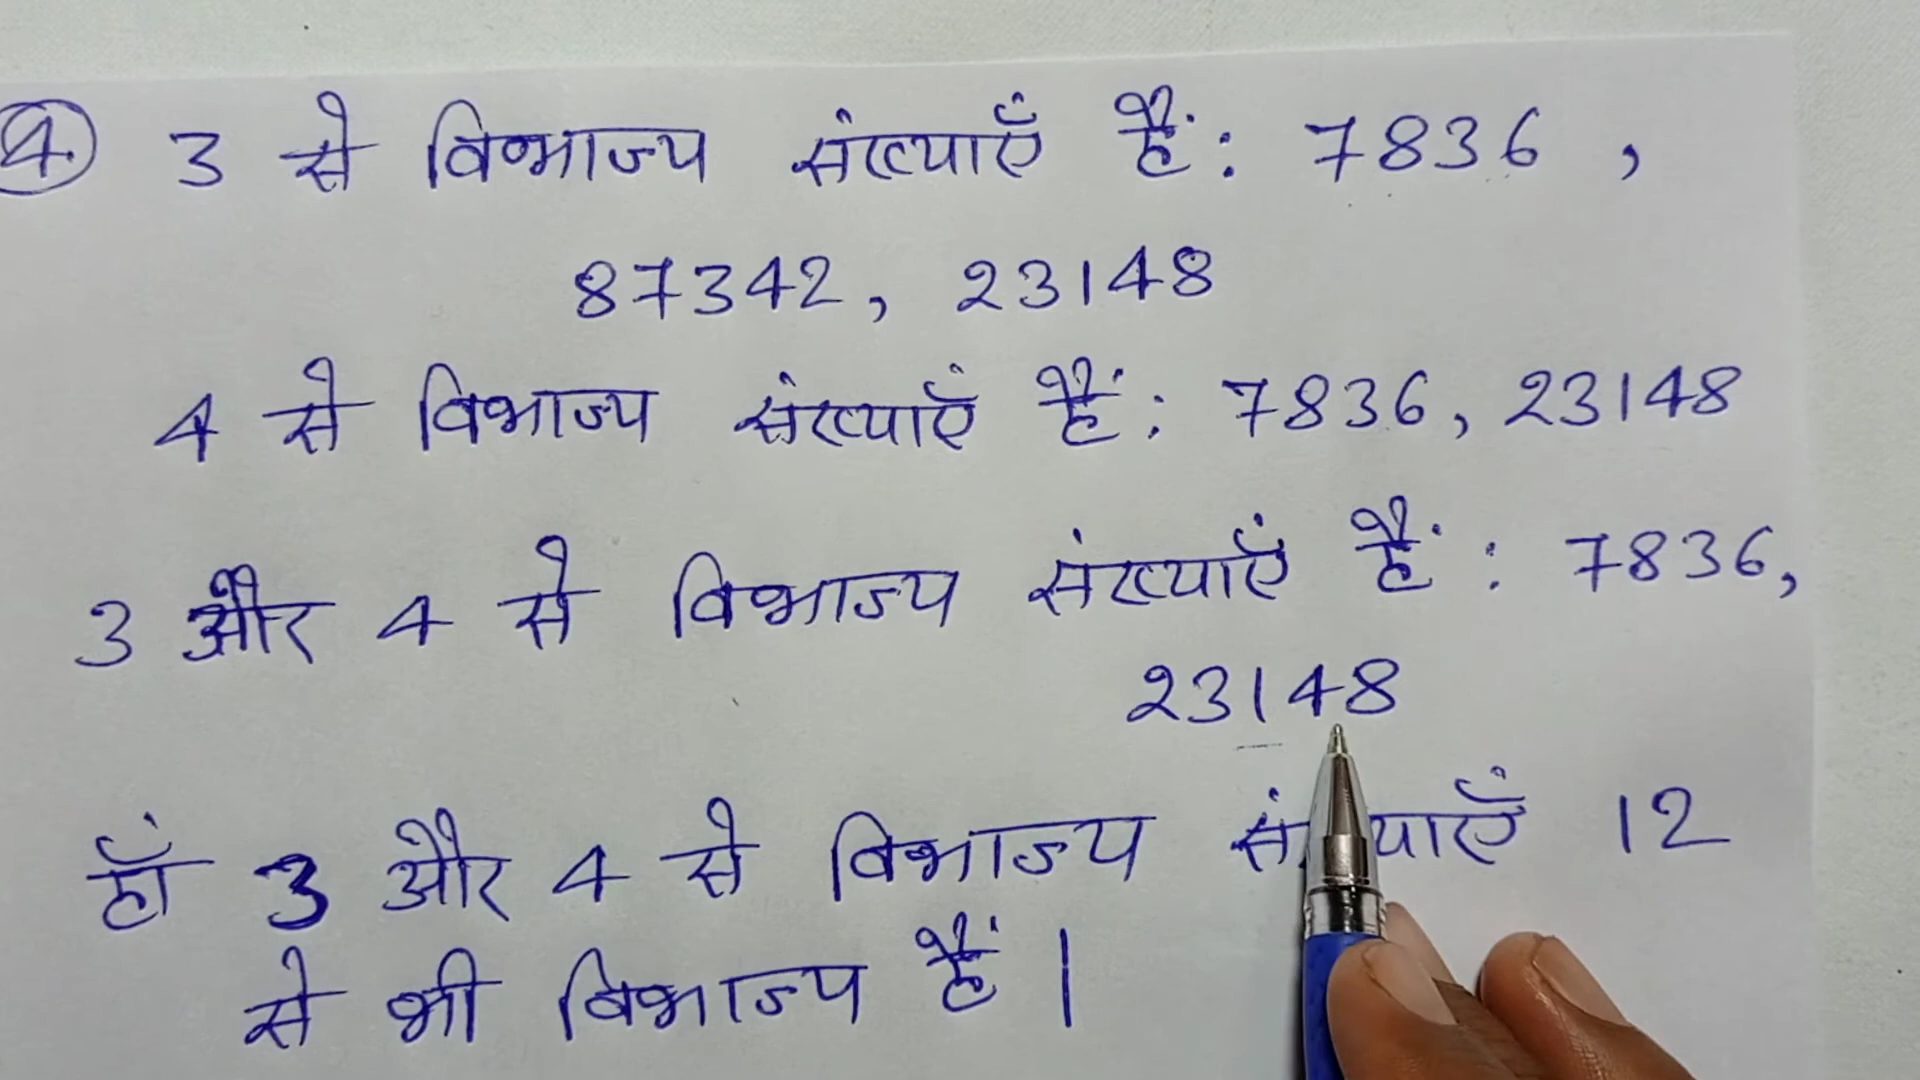 4. 3 से विभाज्य संख्याएँ हैं: 7836,
87342, 23148
4 से विभाज्य संख्याएँ हैं: 7836, 23148
3 और 4 से विभाज्य संख्याएँ हैं: 7836,
23148
हाँ 3 और 4 से विभाज्य संख्याएँ 12
से भी विभाज्य हैं।